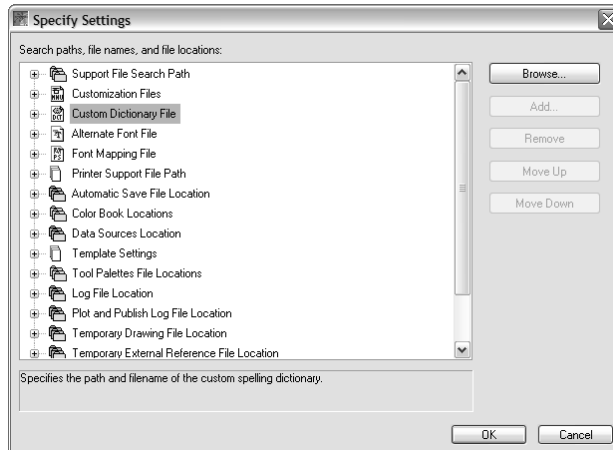 Specify Settings
Search paths, file names, and file locations:
Support File Search Path
Customization Files
Custom Dictionary File
Alternate Font File
Font Mapping File
Printer Support File Path
Automatic Save File Location
Color Book Locations
Data Sources Location
Template Settings
Tool Palettes File Locations
Log File Location
Plot and Publish Log File Location
Temporary Drawing File Location
Temporary External Reference File Location
Browse...
Add...
Remove
Move Up
Move Down
Specifies the path and filename of the custom spelling dictionary.
OK
Cancel